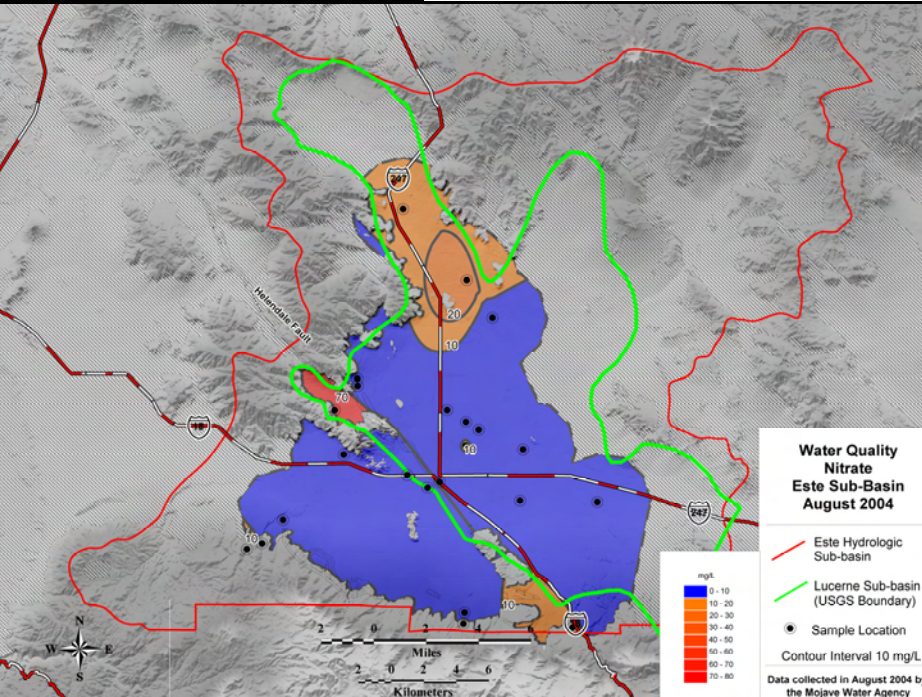 247
Helendale Fault
20
10
70
10
18
247
10
10
Water Quality
Nitrate
Este Sub-Basin
August 2004
Este Hydrologic
Sub-basin
Lucerne Sub-basin
(USGS Boundary)
Sample Location
Contour Interval 10 mg/L
Data collected in August 2004 b
the Mojave Water Agency
mg/L
0 - 10
10 - 20
20 - 30
30 - 40
40 - 50
50 - 60
60 - 70
70 - 80
N
W E
S
2 0 2 4 6
Miles
2 0 2 4 6
Kilometers